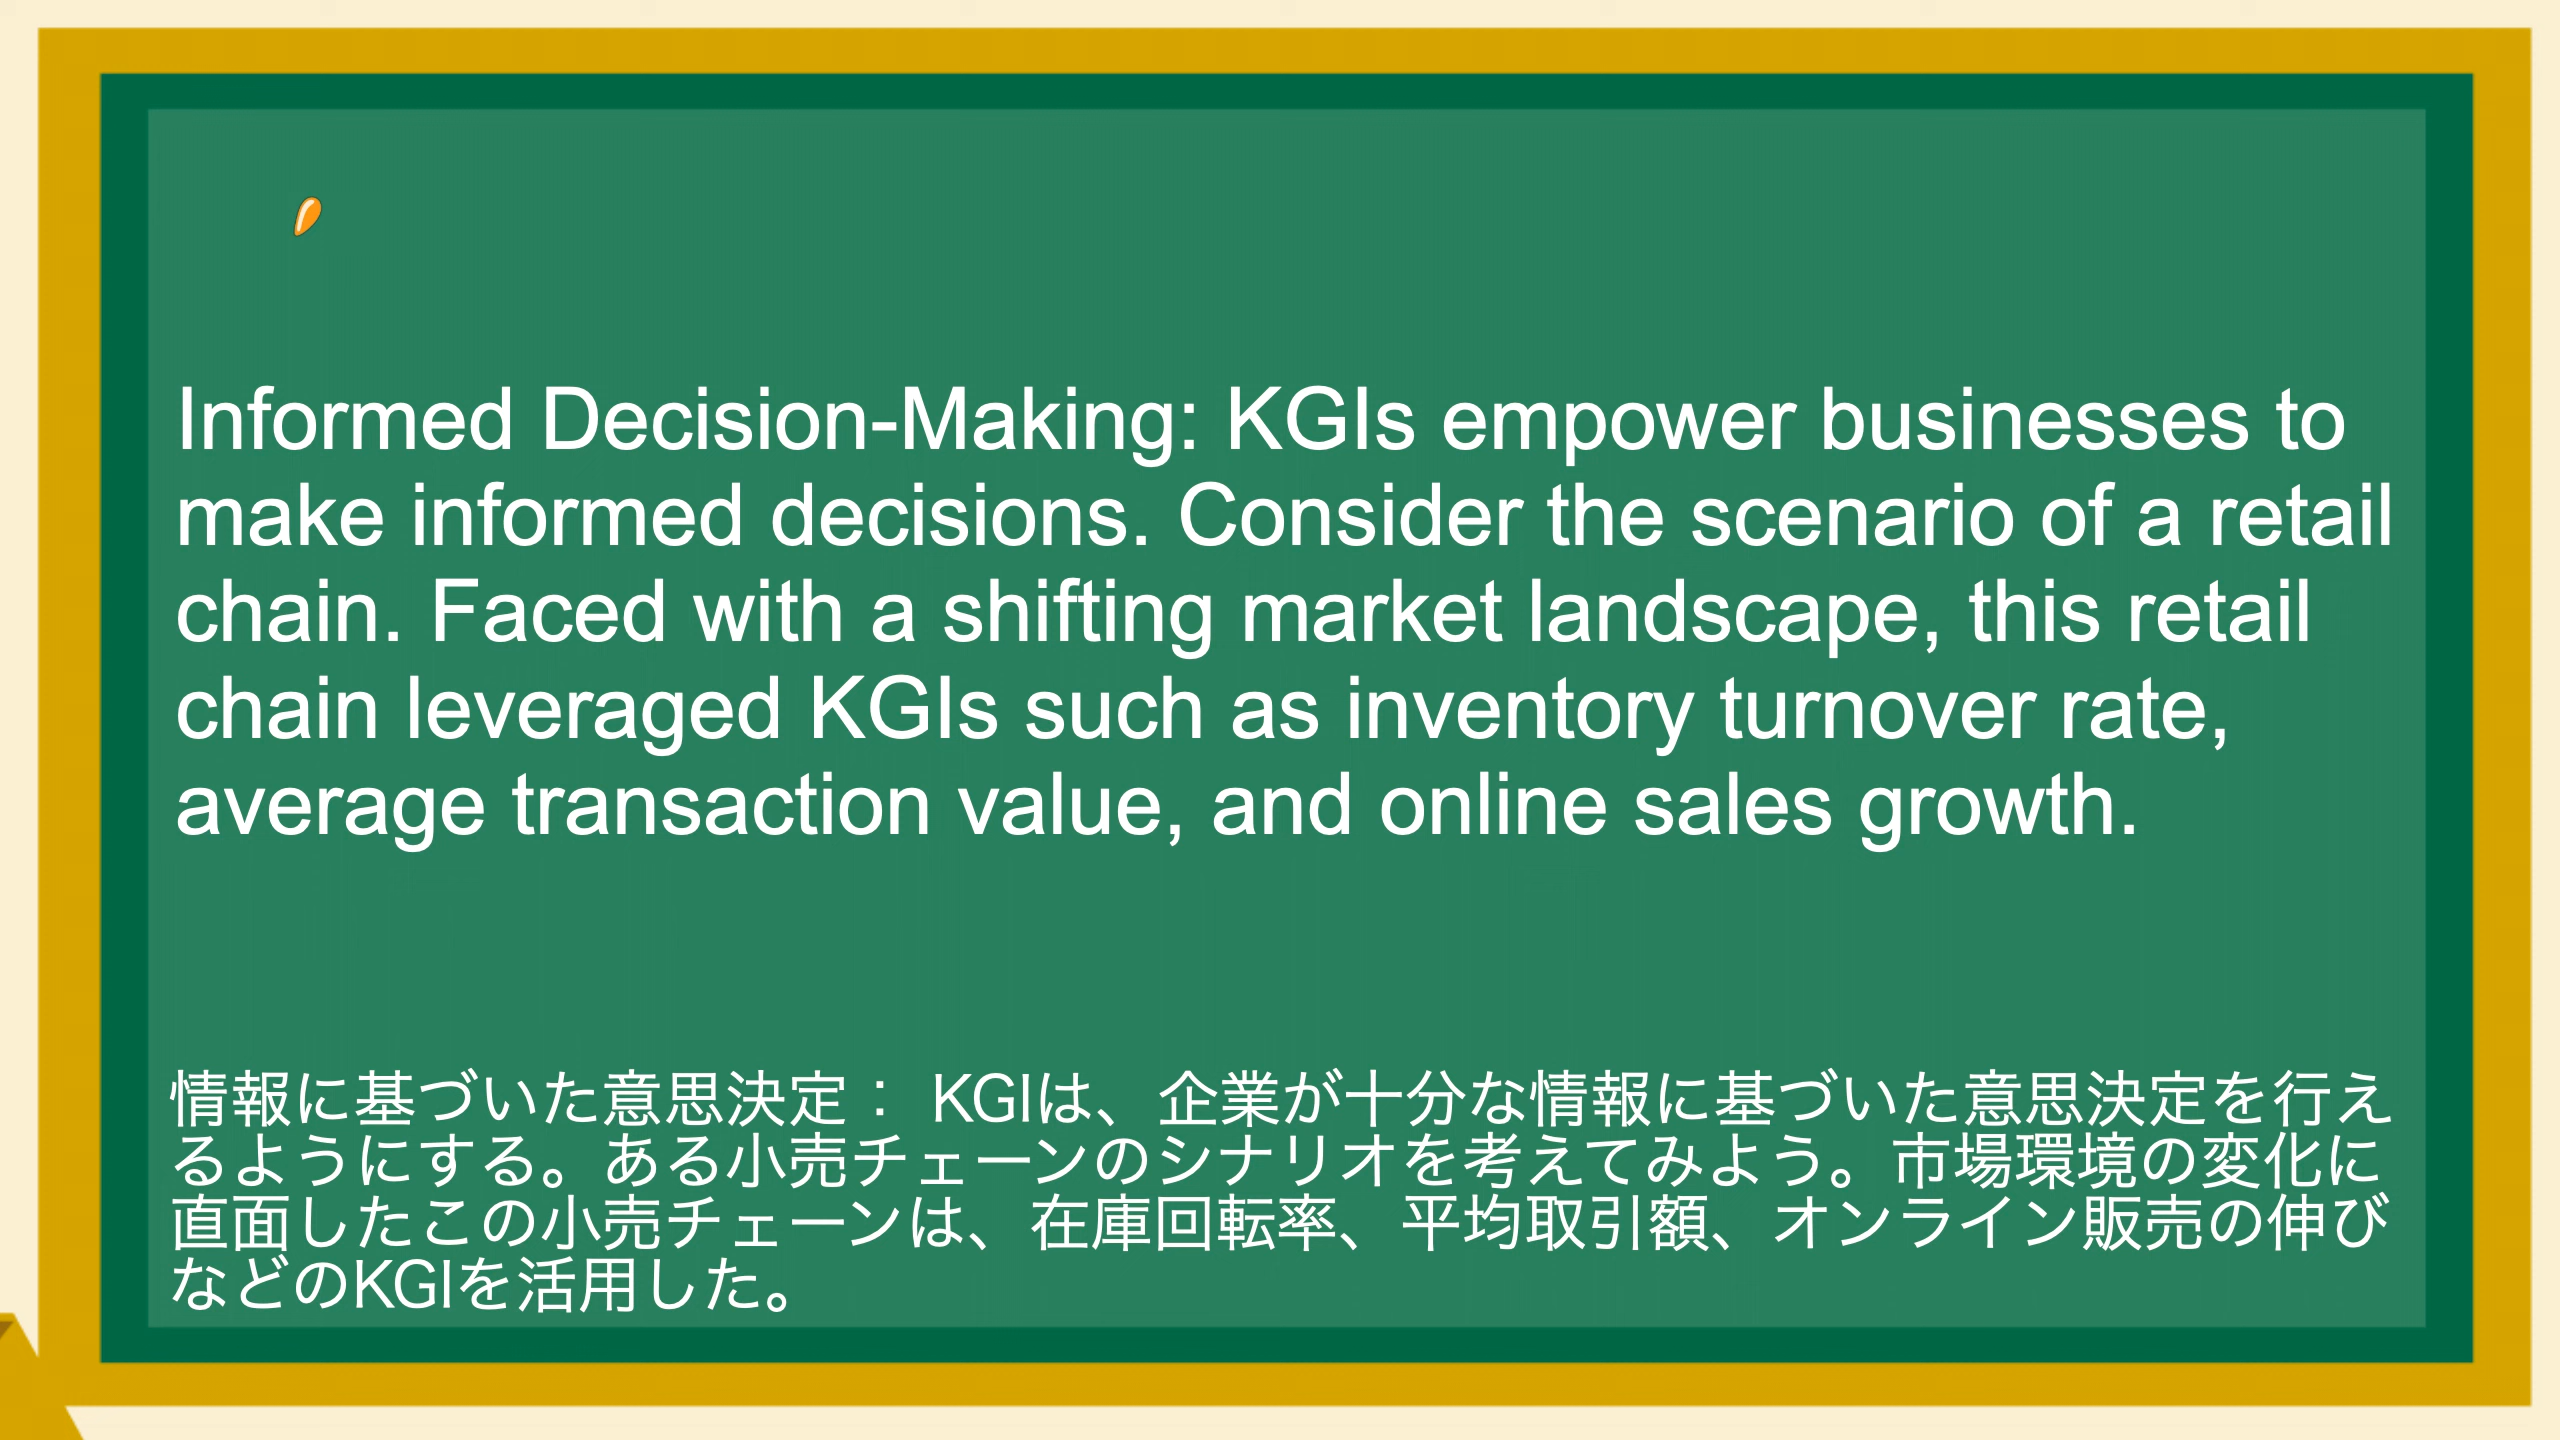 Informed Decision-Making: KGIs empower businesses to
make informed decisions. Consider the scenario of a retail
chain. Faced with a shifting market landscape, this retail
chain leveraged KGIs such as inventory turnover rate,
average transaction value, and online sales growth.
情報に基づいた意思決定： KGIは、企業が十分な情報に基づいた意思決定を行え
るようにする。ある小売チェーンのシナリオを考えてみよう。市場環境の変化に
直面したこの小売チェーンは、在庫回転率、平均取引額、オンライン販売の伸び
などのKGIを活用した。